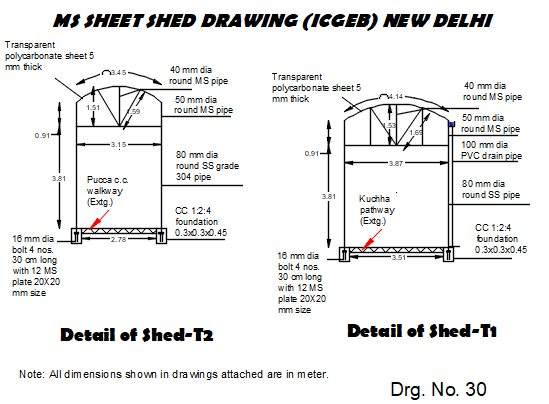 MS SHEET SHED DRAWING (ICGEB) NEW DELHI
Transparent
polycarbonate sheet 5
mm thick
3.45
40 mm dia
round MS pipe
1.51
1.59
50 mm dia
round MS pipe
0.91
3.15
80 mm dia
round SS grade
304 pipe
3.81
Pucca c.c.
walkway
(Extg.)
CC 1:2:4
foundation
0.3x0.3x0.45
2.78
16 mm dia
bolt 4 nos.
30 cm long
with 12 MS
plate 20X20
mm size
Detail of Shed-T2
Transparent
polycarbonate sheet 5
mm thick
4.14
40 mm dia
round MS pipe
1.53
1.69
50 mm dia
round MS pipe
100 mm dia
PVC drain pipe
0.91
3.87
80 mm dia
round SS pipe
3.81
Kuchha
pathway
(Extg.)
CC 1:2:4
foundation
0.3x0.3x0.45
3.51
16 mm dia
bolt 4 nos.
30 cm long
with 12 MS
plate 20X20
mm size
Detail of Shed-T1
Note: All dimensions shown in drawings attached are in meter.
Drg. No. 30